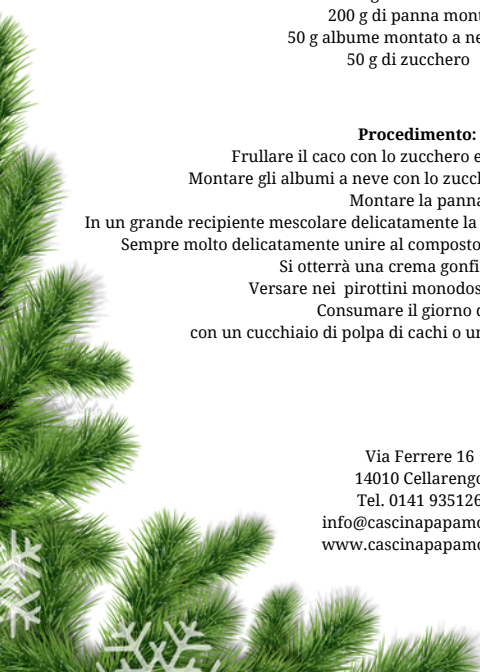 200 g di panna mont
50 g albume montato a ne
50 g di zucchero
Procedimento:
Frullare il caco con lo zucchero e
Montare gli albumi a neve con lo zucch
Montare la panna
In un grande recipiente mescolare delicatamente la
Sempre molto delicatamente unire al composto
Si otterrà una crema gonfi
Versare nei pirottini monodos
Consumare il giorno
con un cucchiaio di polpa di cachi o un
Via Ferrere 16
14010 Cellarengo
Tel. 0141 935126
info@cascinapapamo
www.cascinapapamo